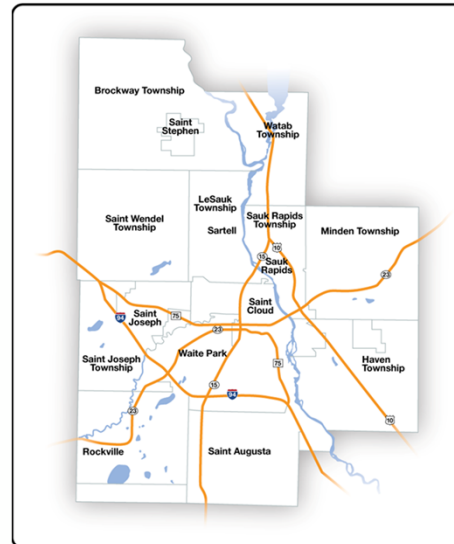 Brockway Township
Saint
Stephen
Watab
Township
LeSauk
Township
Sartell
Saint Wendel
Township
Sauk Rapids
Township
Minden Township
10
15
Sauk
Rapids
23
Saint
Cloud
Saint
Joseph
75
94
23
Waite Park
Saint Joseph
Township
Haven
Township
75
15
94
23
10
Rockville
Saint Augusta